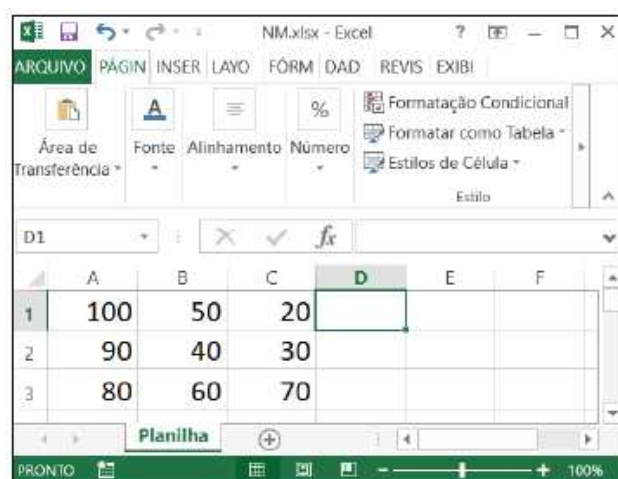 NM.xlsx - Excel
ARQUIVO PÁGIN INSER LAYO FÓRM DAD REVIS EXIBI
Área de Transferência
Fonte
Alinhamento
Número
Formatação Condicional
Formatar como Tabela
Estilos de Célula
Estilo
D1 fx
A B C D E F
1 100 50 20
2 90 40 30
3 80 60 70
Planilha
PRONTO 100%